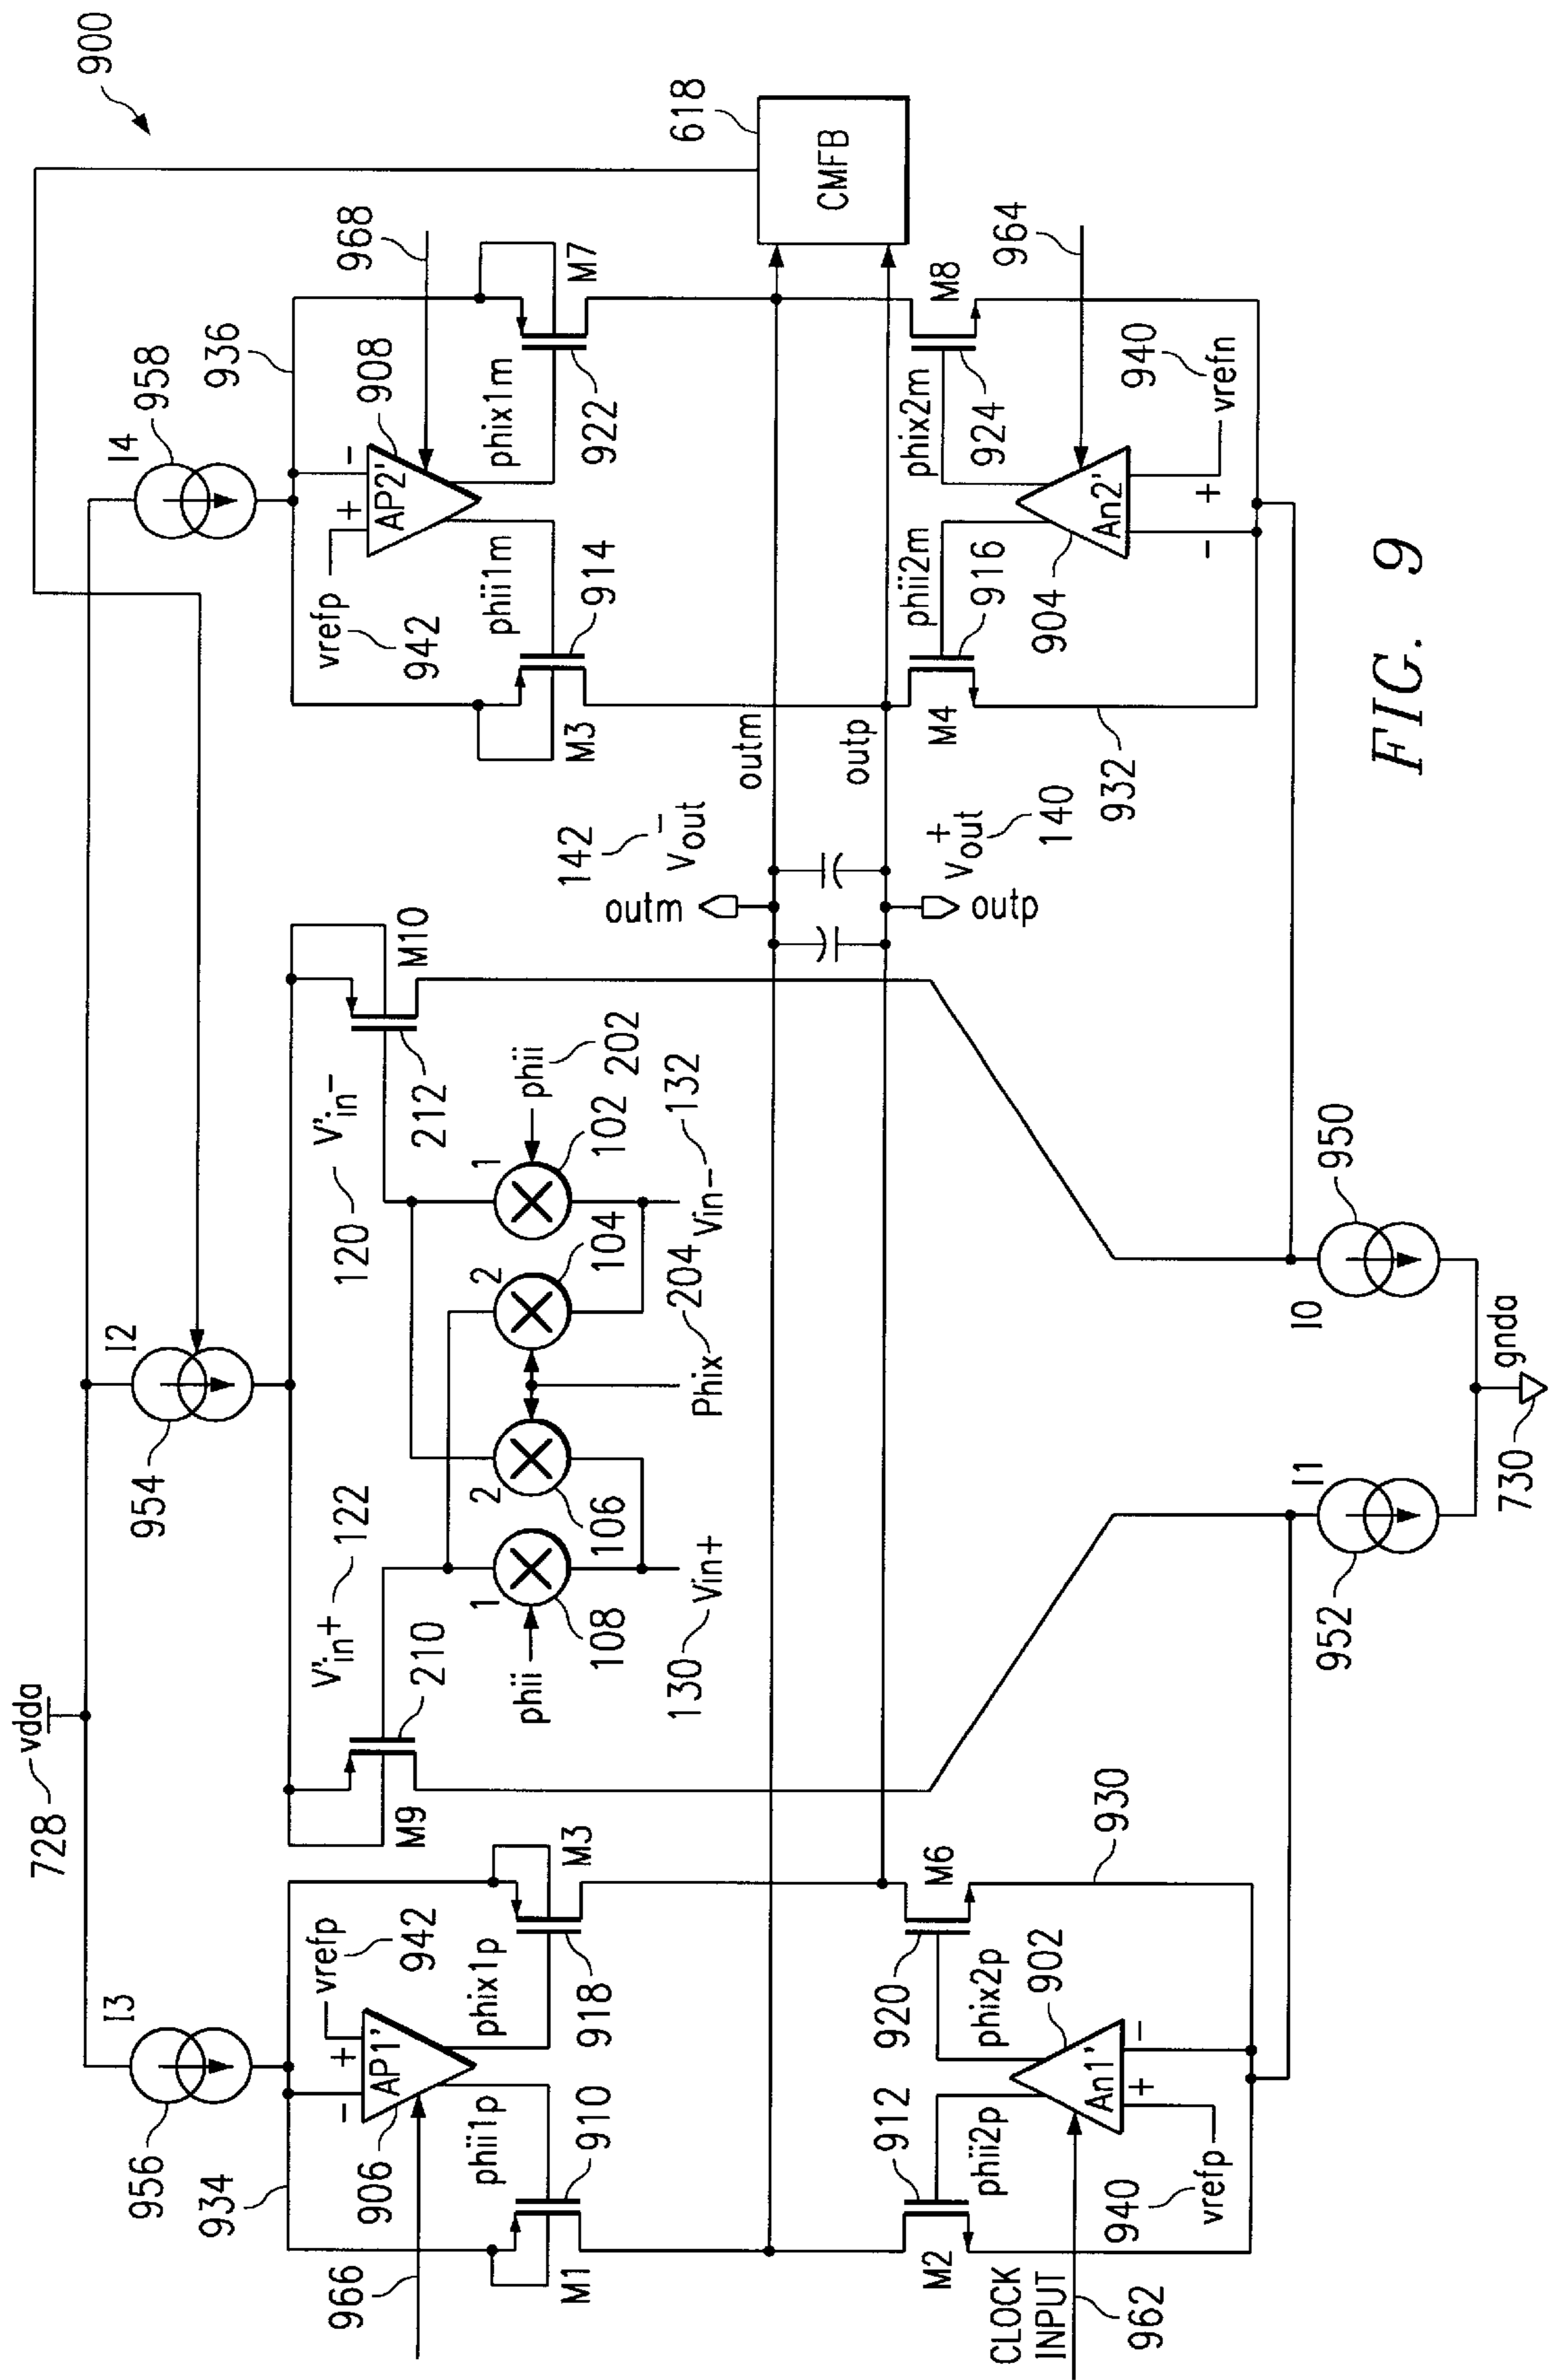 900
728
vdda
I3
956
934
vrefp
942
+
-
AP1'
906
966
phii1p
phix1p
910
918
M1
M3
I2
954
V'in+
122
210
M9
V'in-
120
212
M10
phii
1
2
2
1
phii
202
108
106
104
102
130
Vin+
Phix
204
Vin-
132
I4
958
936
vrefp
942
+
-
AP2'
908
968
phii1m
phix1m
914
922
M3
M7
618
CMFB
142
Vout-
outm
outm
outp
outp
Vout+
140
M2
912
920
M6
phii2p
phix2p
902
930
CLOCK
INPUT
962
An1'
+
-
940
vrefp
M4
916
924
M8
phii2m
phix2m
964
904
An2'
-
+
940
vrefn
932
952
I1
I0
950
730
gnda
FIG. 9